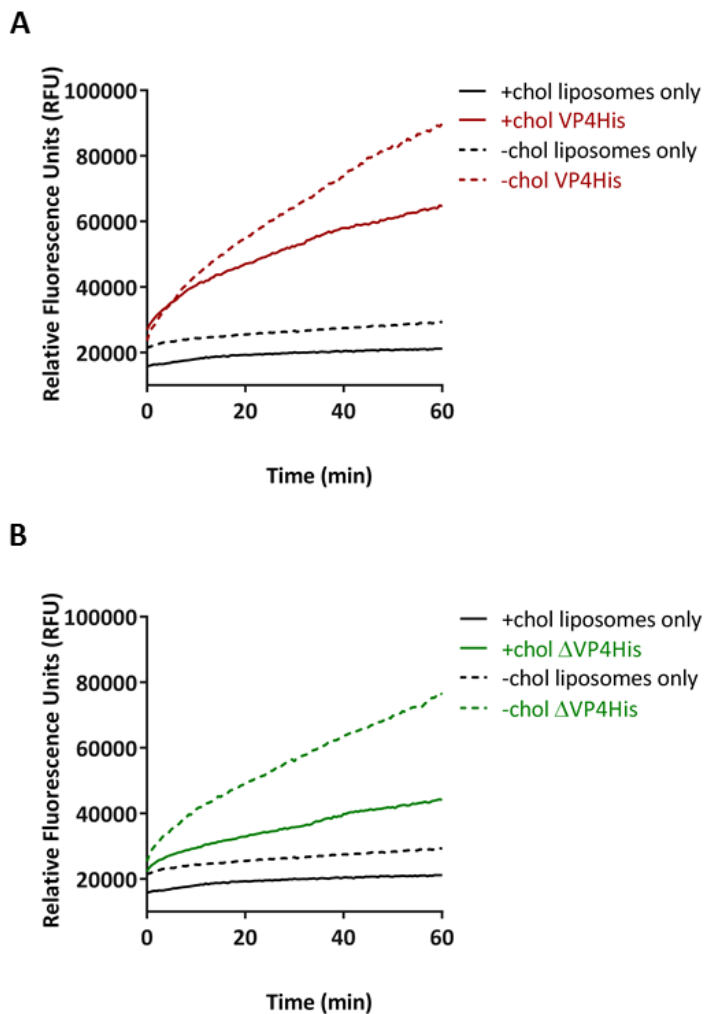 A
Relative Fluorescence Units (RFU)
100000
80000
60000
40000
20000
0 20 40 60
Time (min)
+chol liposomes only
+chol VP4His
-chol liposomes only
-chol VP4His
B
Relative Fluorescence Units (RFU)
100000
80000
60000
40000
20000
0 20 40 60
Time (min)
+chol liposomes only
+chol ΔVP4His
-chol liposomes only
-chol ΔVP4His